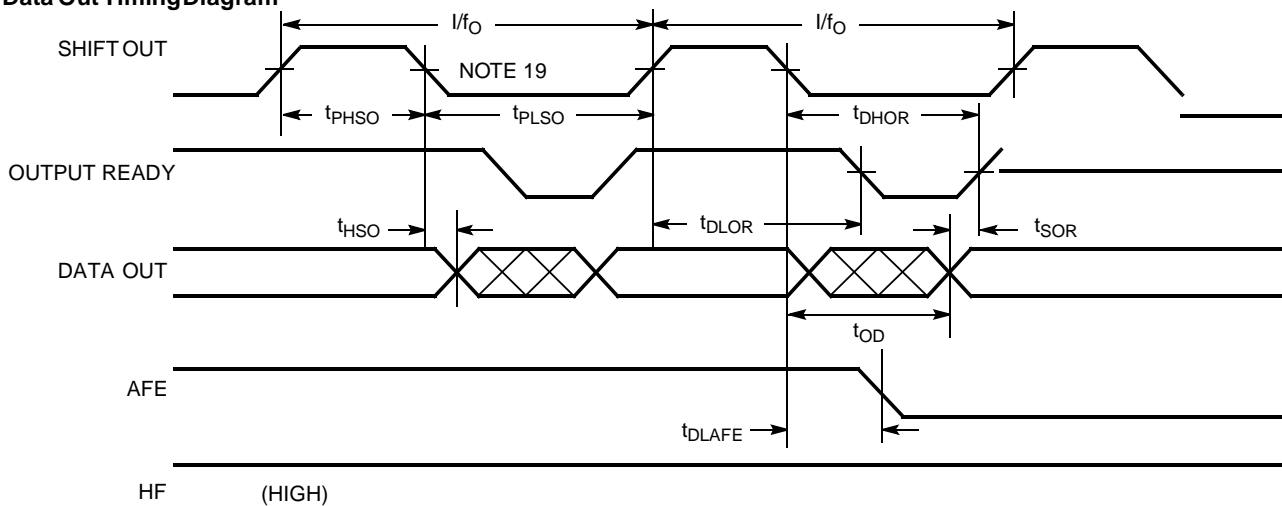 Data Out Timing Diagram
I/fO I/fO
SHIFT OUT
NOTE 19
tPHSO tPLSO tDHOR
OUTPUT READY
tHSO tDLOR tSOR
DATA OUT
tOD
AFE
tDLAFE
HF (HIGH)